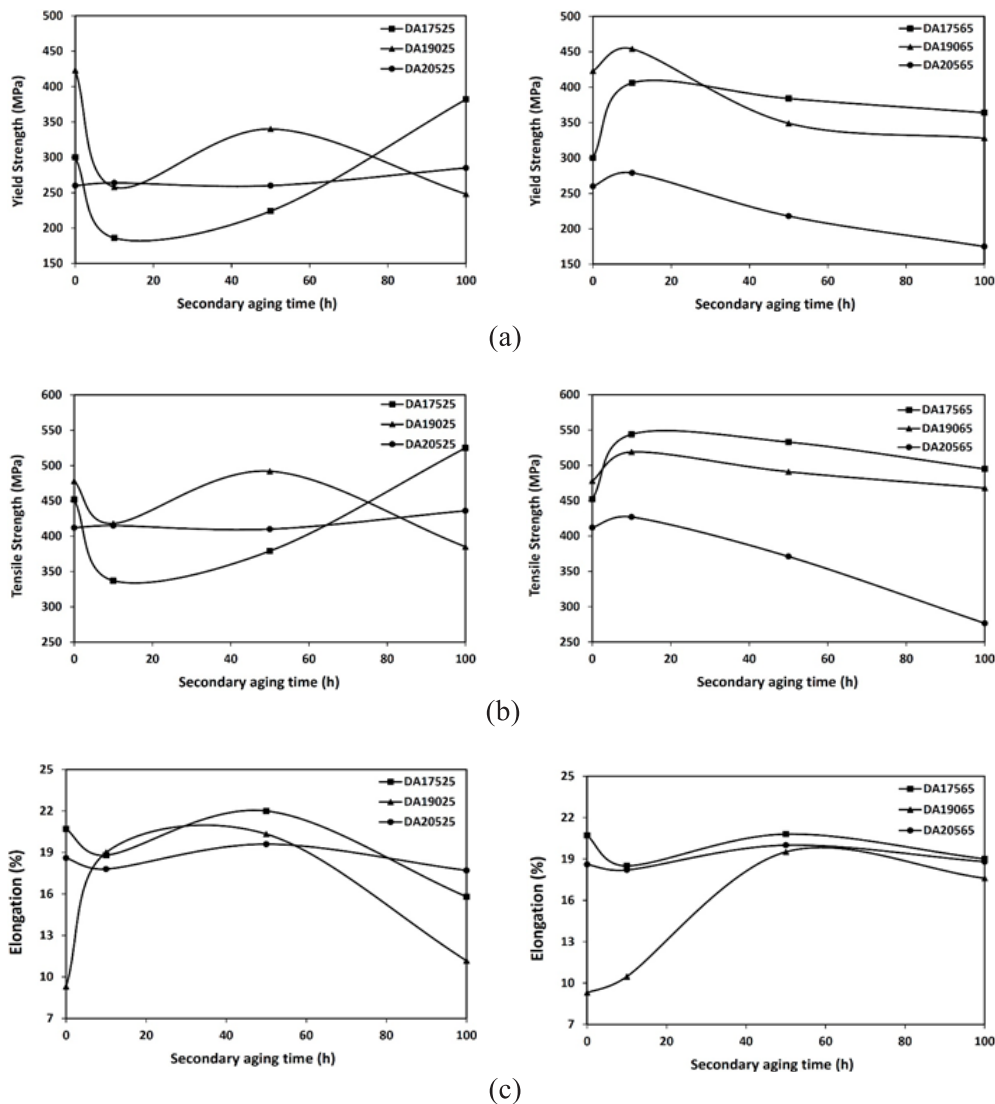 500
450
400
350
300
250
200
150
Yield Strength (MPa)
DA17525
DA19025
DA20525
0 20 40 60 80 100
Secondary aging time (h)
500
450
400
350
300
250
200
150
Yield Strength (MPa)
DA17565
DA19065
DA20565
0 20 40 60 80 100
Secondary aging time (h)
(a)
600
550
500
450
400
350
300
250
Tensile Strength (MPa)
DA17525
DA19025
DA20525
0 20 40 60 80 100
Secondary aging time (h)
600
550
500
450
400
350
300
250
Tensile Strength (MPa)
DA17565
DA19065
DA20565
0 20 40 60 80 100
Secondary aging time (h)
(b)
25
22
19
16
13
10
7
Elongation (%)
DA17525
DA19025
DA20525
0 20 40 60 80 100
Secondary aging time (h)
25
22
19
16
13
10
7
Elongation (%)
DA17565
DA19065
DA20565
0 20 40 60 80 100
Secondary aging time (h)
(c)